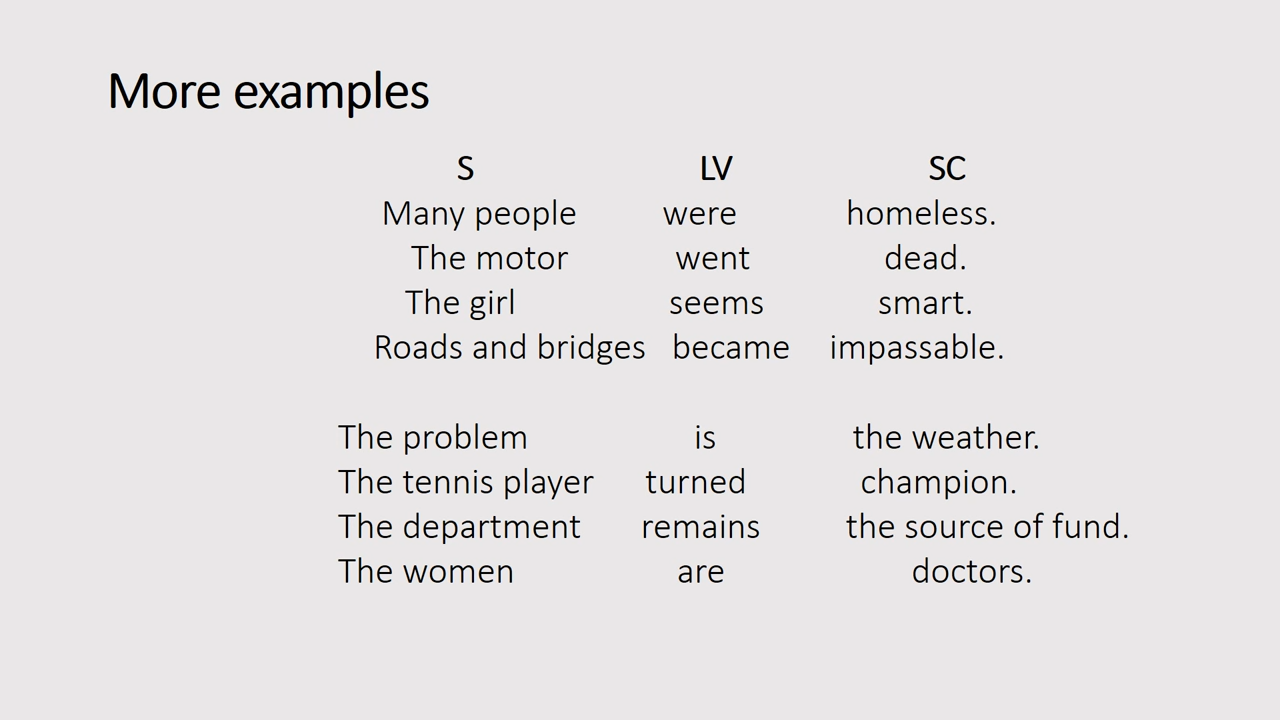 More examples
S LV SC
Many people were homeless.
The motor went dead.
The girl seems smart.
Roads and bridges became impassable.
The problem is the weather.
The tennis player turned champion.
The department remains the source of fund.
The women are doctors.